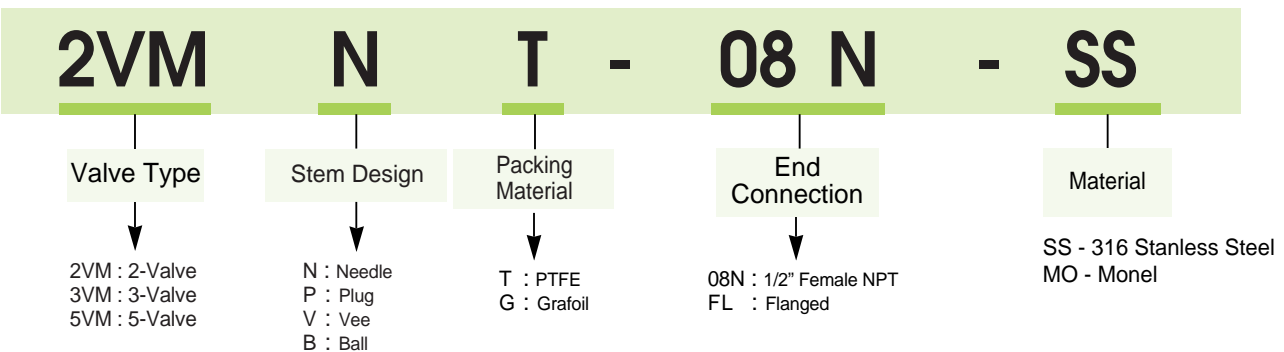 2VM N T - 08 N - SS
Valve Type
Stem Design
Packing
Material
End
Connection
Material
2VM : 2-Valve
3VM : 3-Valve
5VM : 5-Valve
N : Needle
P : Plug
V : Vee
B : Ball
T : PTFE
G : Grafoil
08N : 1/2” Female NPT
FL : Flanged
SS - 316 Stanless Steel
MO - Monel